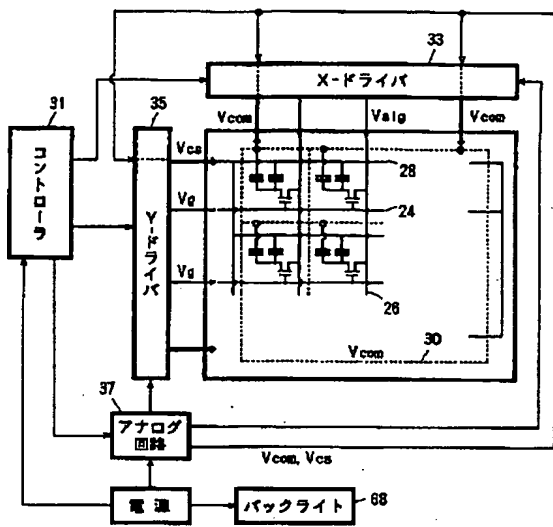 33
X-ドライバ
31
35
Vcom
Vsig
Vcom
コントローラ
Y-ドライバ
Vcs
28
Vg
24
Vg
26
30
Vcom
37
アナログ
回路
Vcom, Vcs
電源
バックライト
68